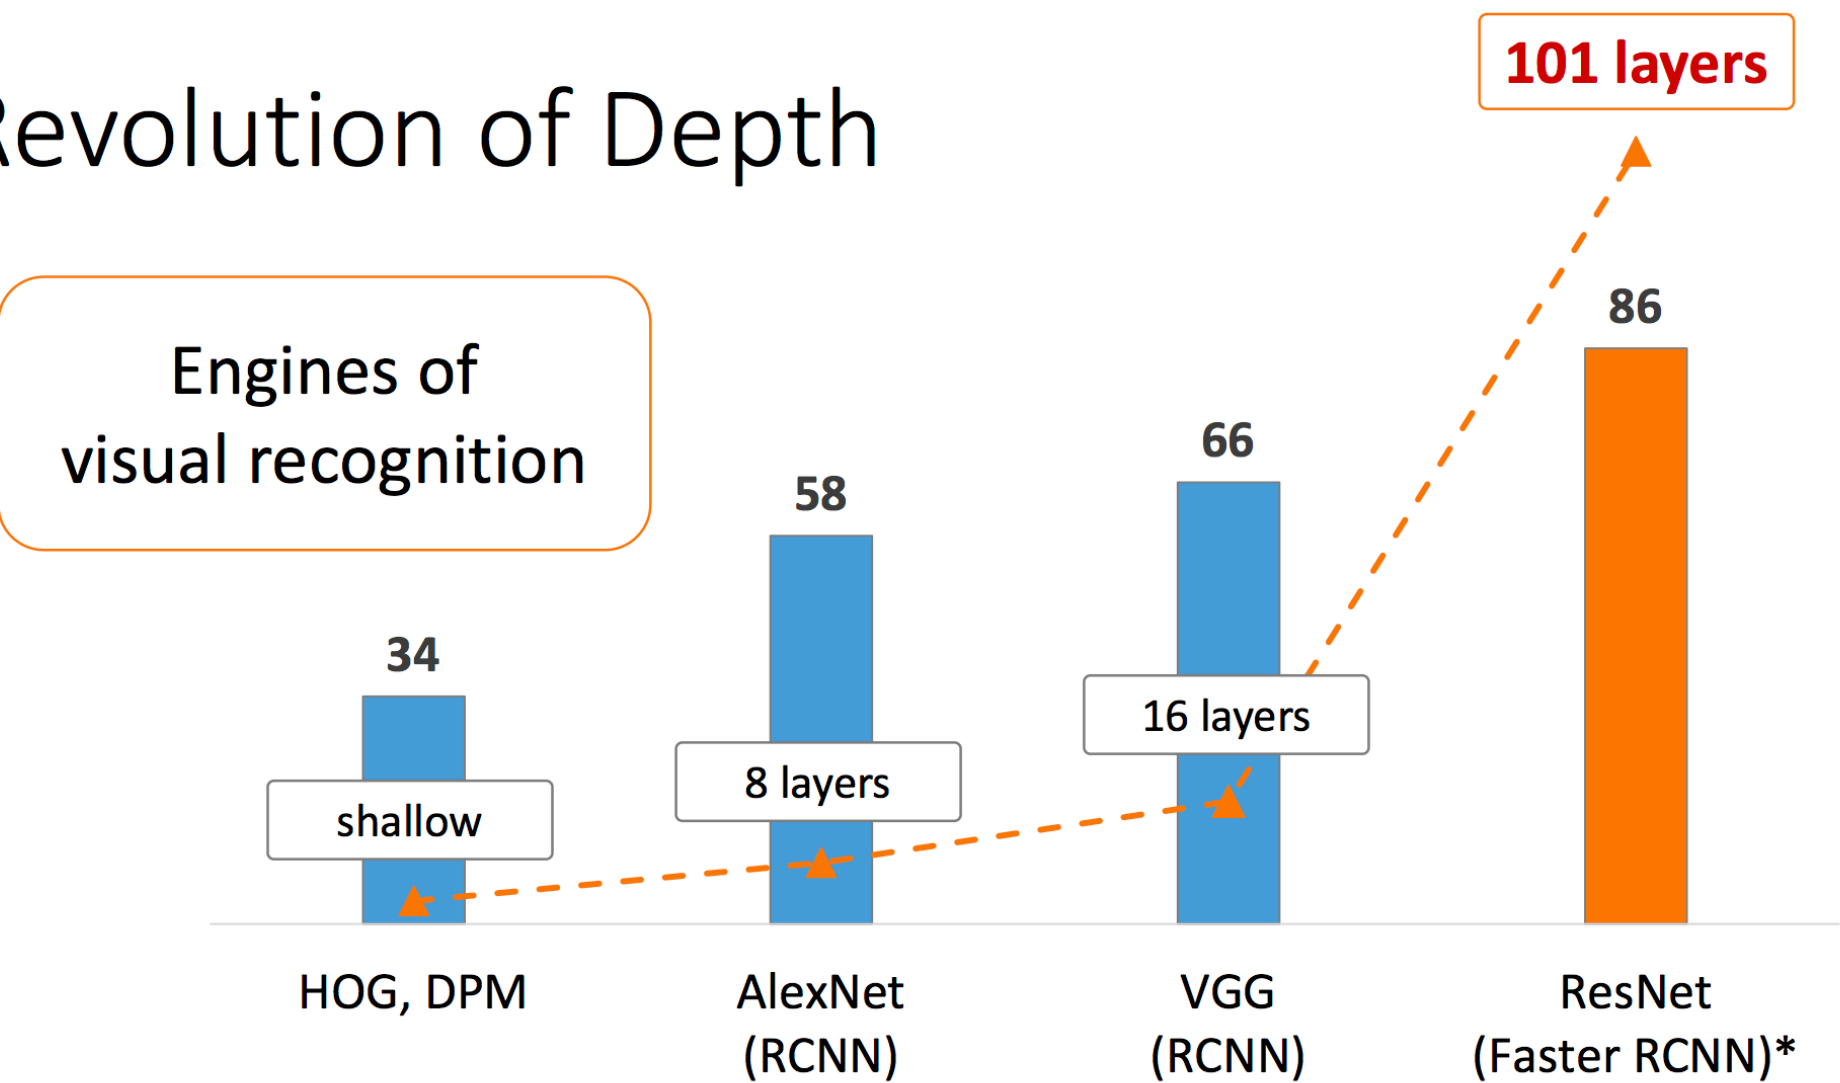 101 layers
Revolution of Depth
Engines of
visual recognition
86
66
58
34
16 layers
8 layers
shallow
HOG, DPM
AlexNet
(RCNN)
VGG
(RCNN)
ResNet
(Faster RCNN)*